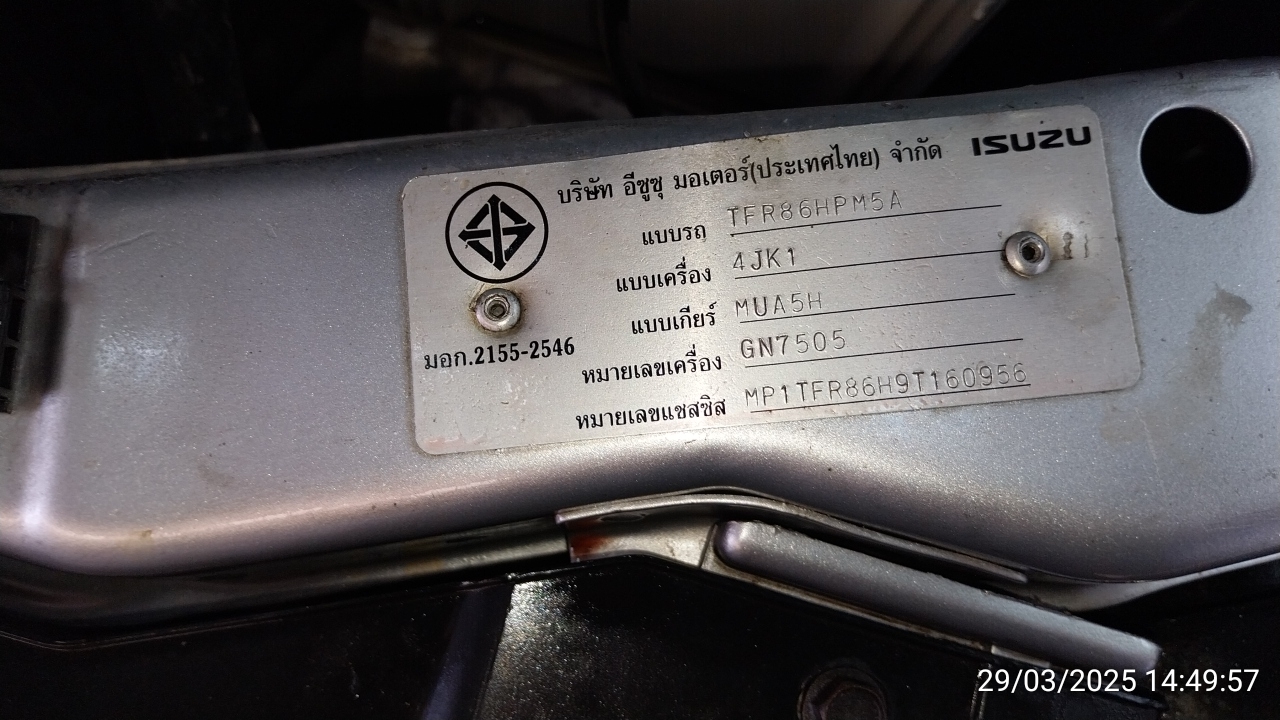 บริษัท อีซูซุ มอเตอร์(ประเทศไทย) จำกัด ISUZU
แบบรถ TFR86HPM5A
แบบเครื่อง 4JK1
แบบเกียร์ MUA5H
มอก.2155-2546
หมายเลขเครื่อง GN7505
หมายเลขแชสซิส MP1TFR86H9T160956
29/03/2025 14:49:57